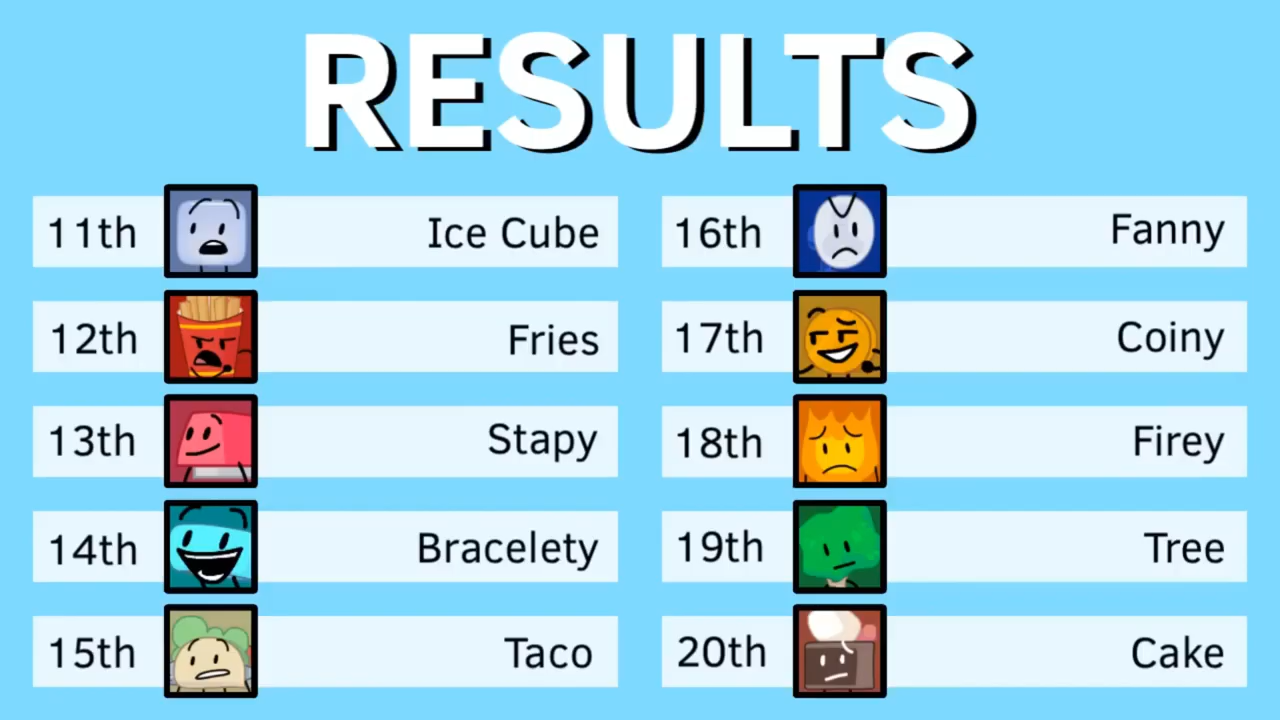 RESULTS
11th Ice Cube
12th Fries
13th Stapy
14th Bracelety
15th Taco
16th Fanny
17th Coiny
18th Firey
19th Tree
20th Cake